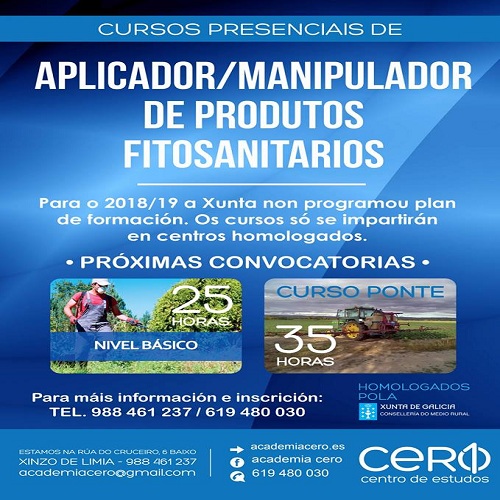 CURSOS PRESENCIAIS DE
APLICADOR/MANIPULADOR
DE PRODUTOS
FITOSANITARIOS
Para o 2018/19 a Xunta non programou plan
de formación. Os cursos só se impartirán
en centros homologados.
• PRÓXIMAS CONVOCATORIAS •
25
HORAS
NIVEL BÁSICO
CURSO PONTE
35
HORAS
Para máis información e inscrición:
TEL. 988 461 237 / 619 480 030
HOMOLOGADOS
POLA
XUNTA DE GALICIA
CONSELLERÍA DO MEDIO RURAL
ESTAMOS NA RÚA DO CRUCEIRO, 6 BAIXO
XINZO DE LIMIA - 988 461 237
academiacero@gmail.com
academiacero.es
academia cero
619 480 030
cero
centro de estudos